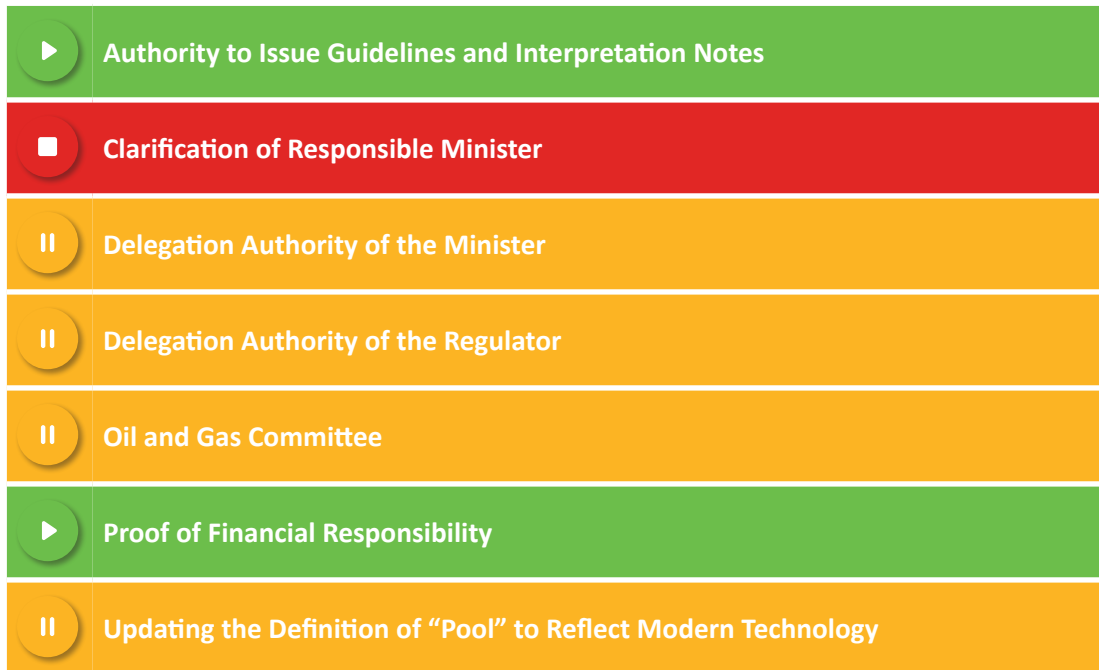 Authority to Issue Guidelines and Interpretation Notes
Clarification of Responsible Minister
Delegation Authority of the Minister
Delegation Authority of the Regulator
Oil and Gas Committee
Proof of Financial Responsibility
Updating the Definition of “Pool” to Reflect Modern Technology